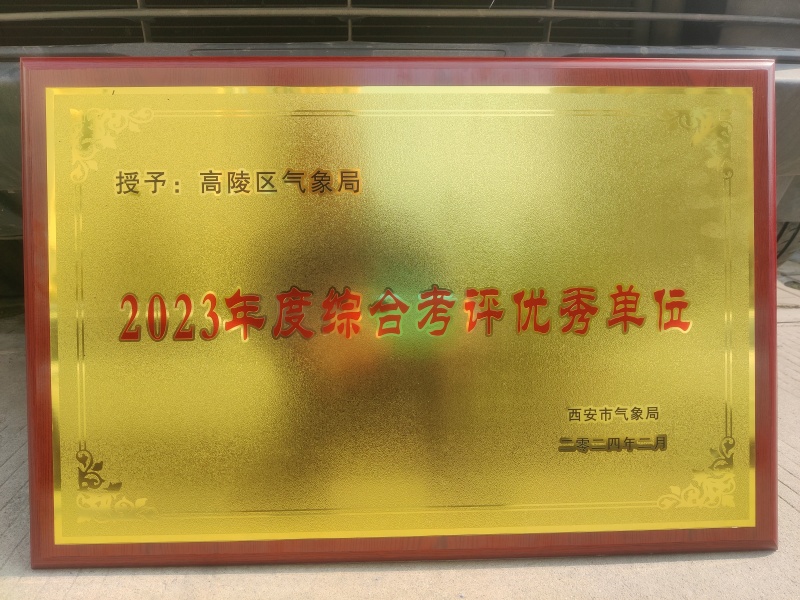 授予：高陵区气象局
2023年度综合考评优秀单位
西安市气象局
二零二四年二月